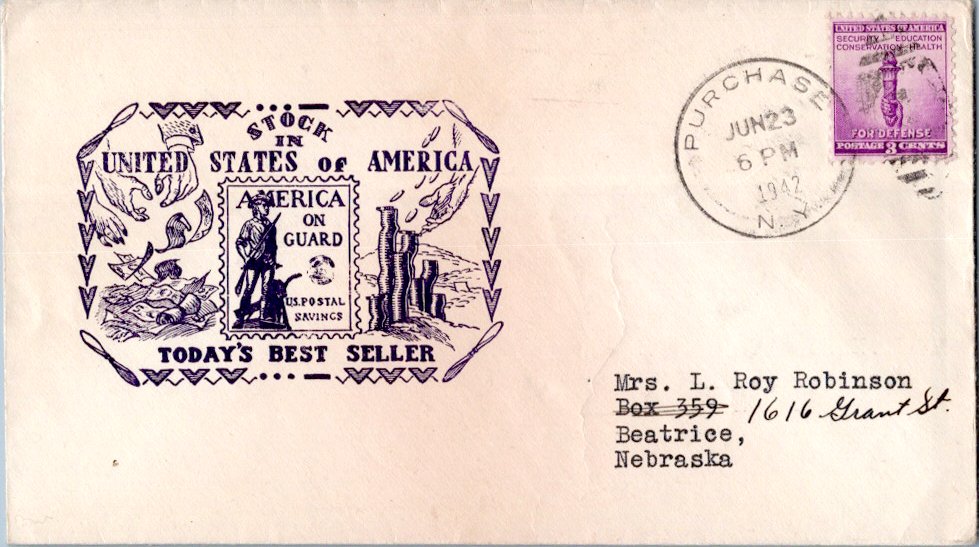 STOCK
IN
UNITED STATES OF AMERICA
AMERICA
ON
GUARD
U.S. POSTAL
SAVINGS
TODAY'S BEST SELLER
PURCHASE
JUN 23
6 PM
1942
N.Y.
UNITED STATES OF AMERICA
SECURITY EDUCATION
CONSERVATION HEALTH
FOR DEFENSE
POSTAGE 3 CENTS
Mrs. L. Roy Robinson
Box 359 1616 Grant St.
Beatrice,
Nebraska